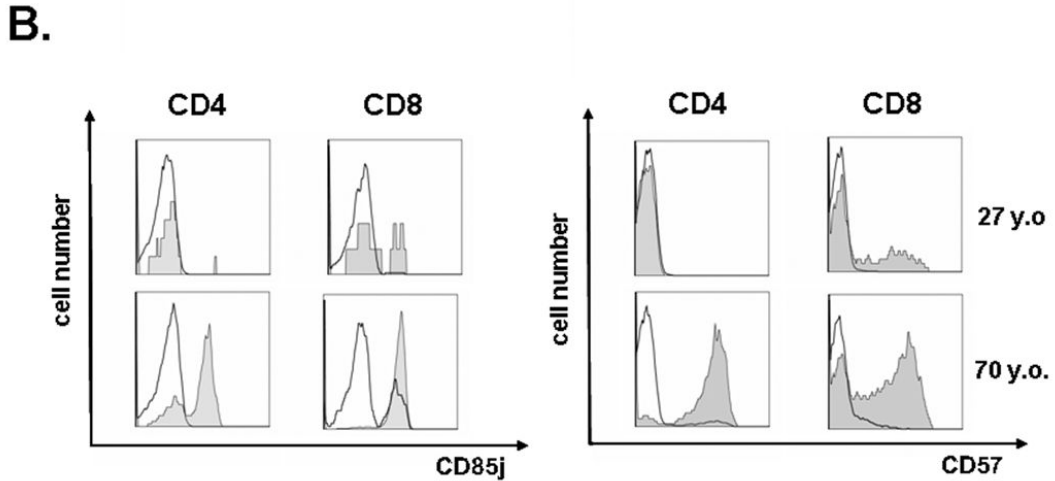 B.
CD4 CD8 CD4 CD8
cell number
cell number
27 y.o
70 y.o.
CD85j
CD57